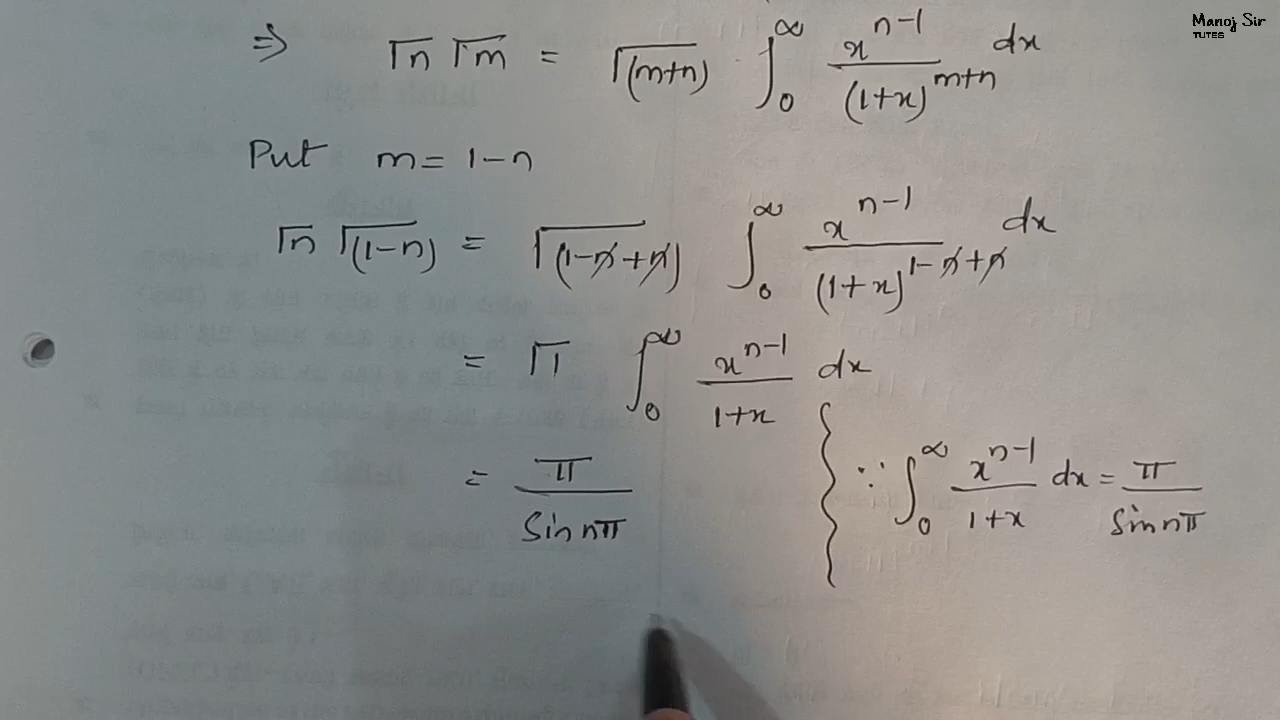 Manoj Sir
TUTES
⇒ Γn Γm = Γ(m+n) · ∫₀^∞ x^(n-1)/(1+x)^(m+n) dx
Put m = 1-n
Γn Γ(1-n) = Γ(1-n+n) ∫₀^∞ x^(n-1)/(1+x)^(1-n+n) dx
= Γ1 ∫₀^∞ x^(n-1)/(1+x) dx
= π/Sin nπ { ∵ ∫₀^∞ x^(n-1)/(1+x) dx = π/Sin nπ